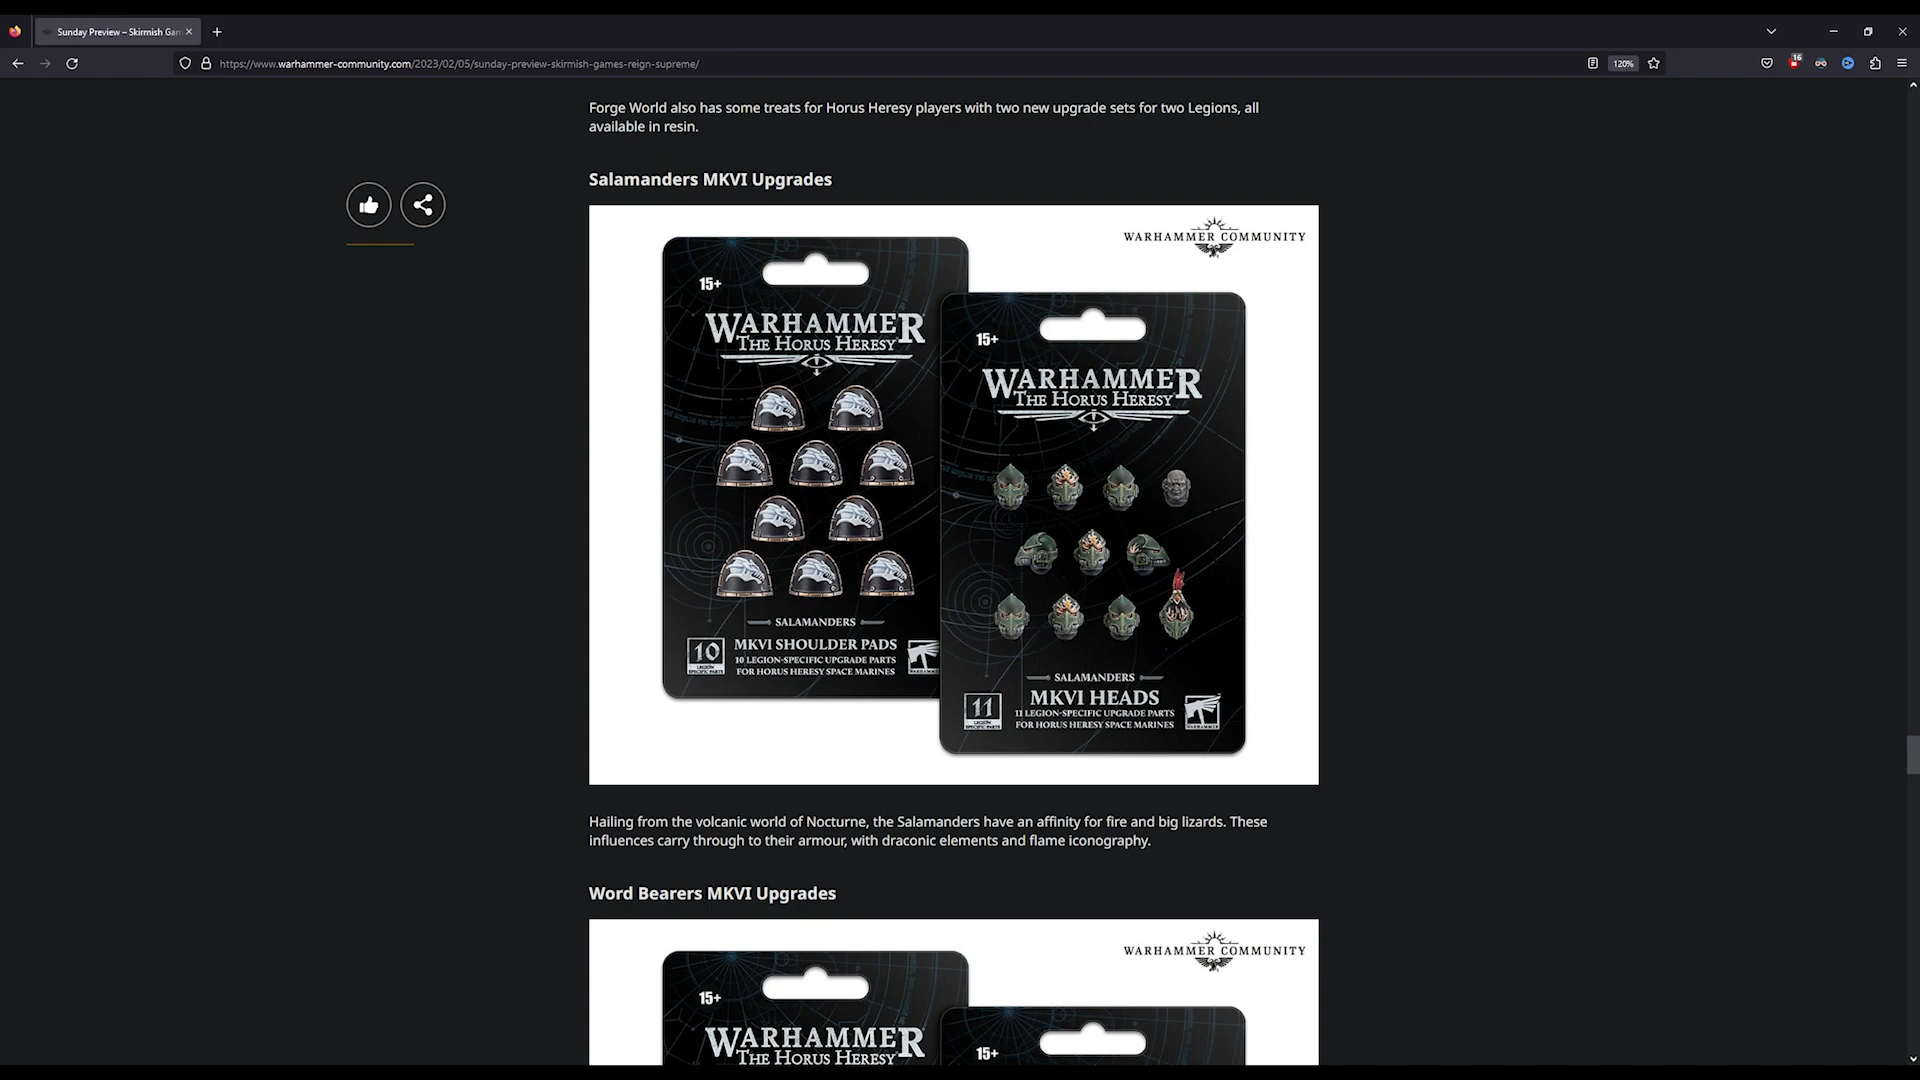 Sunday Preview – Skirmish Gam
https://www.warhammer-community.com/2023/02/05/sunday-preview-skirmish-games-reign-supreme/
120%
16
Forge World also has some treats for Horus Heresy players with two new upgrade sets for two Legions, all
available in resin.
Salamanders MKVI Upgrades
WARHAMMER COMMUNITY
15+
WARHAMMER
THE HORUS HERESY
SALAMANDERS
10
MKVI SHOULDER PADS
10 LEGION-SPECIFIC UPGRADE PARTS
FOR HORUS HERESY SPACE MARINES
15+
WARHAMMER
THE HORUS HERESY
SALAMANDERS
11
MKVI HEADS
11 LEGION-SPECIFIC UPGRADE PARTS
FOR HORUS HERESY SPACE MARINES
Hailing from the volcanic world of Nocturne, the Salamanders have an affinity for fire and big lizards. These
influences carry through to their armour, with draconic elements and flame iconography.
Word Bearers MKVI Upgrades
WARHAMMER COMMUNITY
15+
WARHAMMER
THE HORUS HERESY
15+